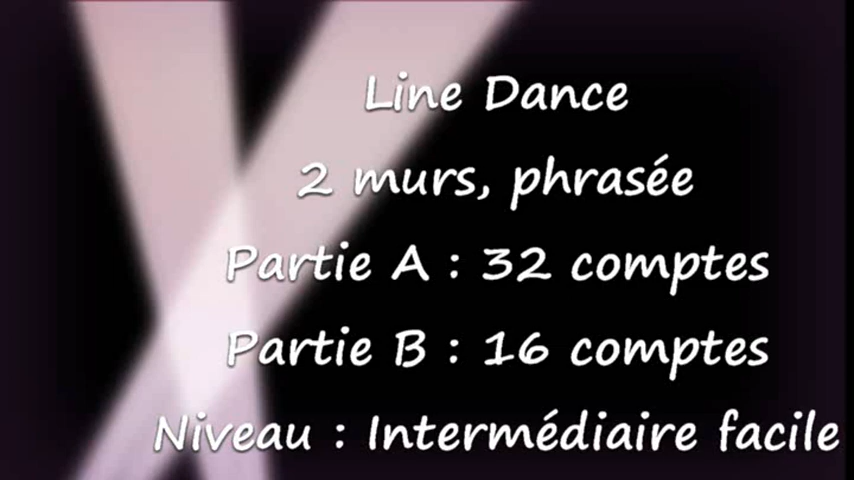 Line Dance
2 murs, phrasée
Partie A : 32 comptes
Partie B : 16 comptes
Niveau : Intermédiaire facile